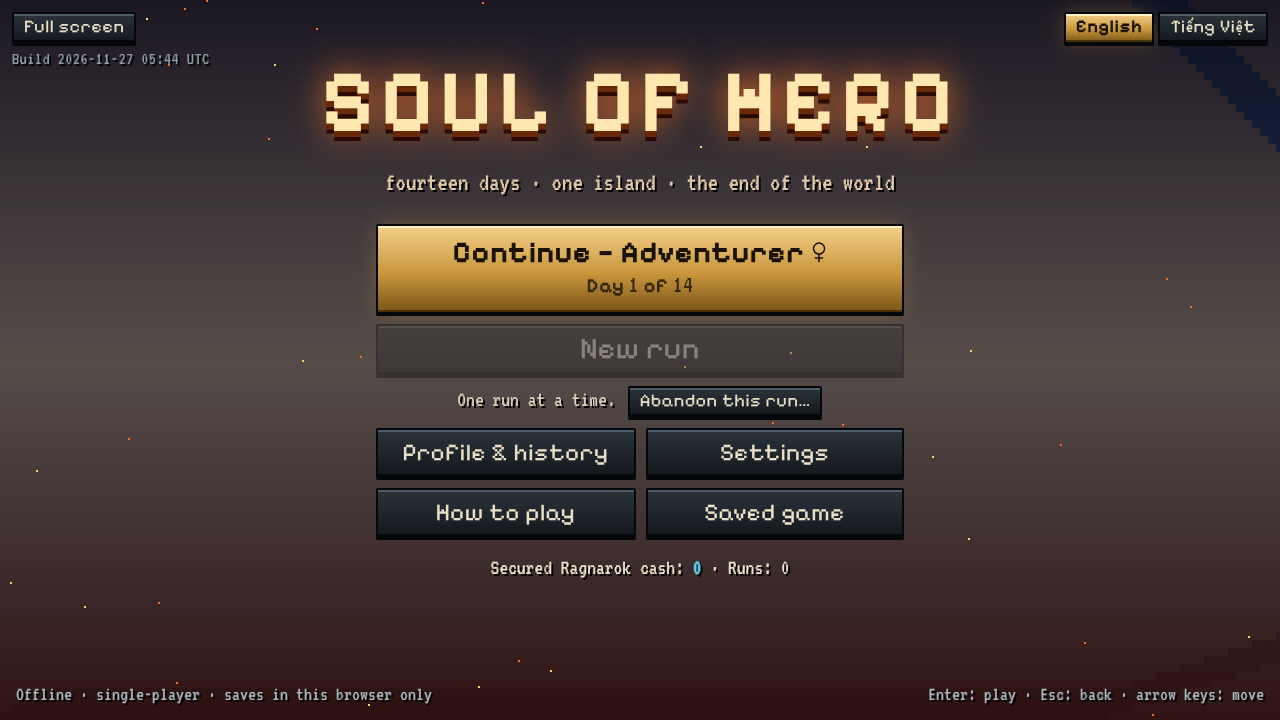 Full screen
English
Tiếng Việt
Build 2026-11-27 05:44 UTC
SOUL OF HERO
fourteen days · one island · the end of the world
Continue – Adventurer ♀
Day 1 of 14
New run
One run at a time.
Abandon this run…
Profile & history
Settings
How to play
Saved game
Secured Ragnarok cash: 0 · Runs: 0
Offline · single-player · saves in this browser only
Enter: play · Esc: back · arrow keys: move